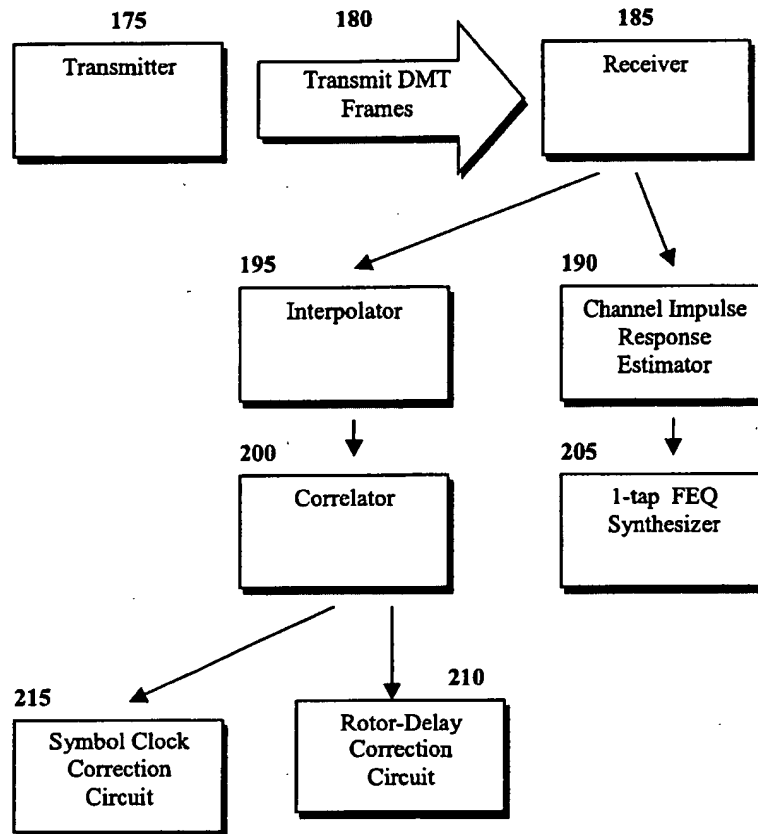 175
180
185
Transmitter
Transmit DMT
Frames
Receiver
195
190
Interpolator
Channel Impulse
Response
Estimator
200
205
Correlator
1-tap FEQ
Synthesizer
215
210
Symbol Clock
Correction
Circuit
Rotor-Delay
Correction
Circuit